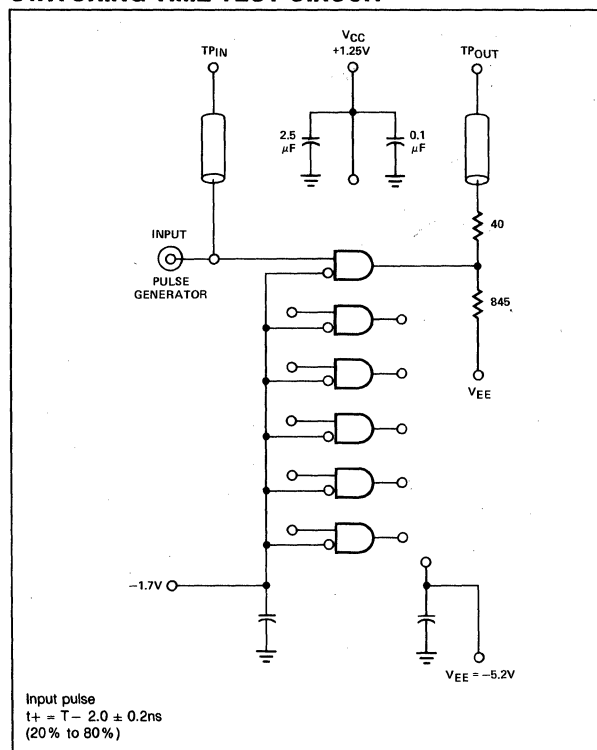 SWITCHING TIME TEST CIRCUIT
TPIN
VCC
+1.25V
TPOUT
2.5
µF
0.1
µF
40
INPUT
PULSE
GENERATOR
845
VEE
−1.7V
VEE = −5.2V
Input pulse
t+ = T− 2.0 ± 0.2ns
(20% to 80%)